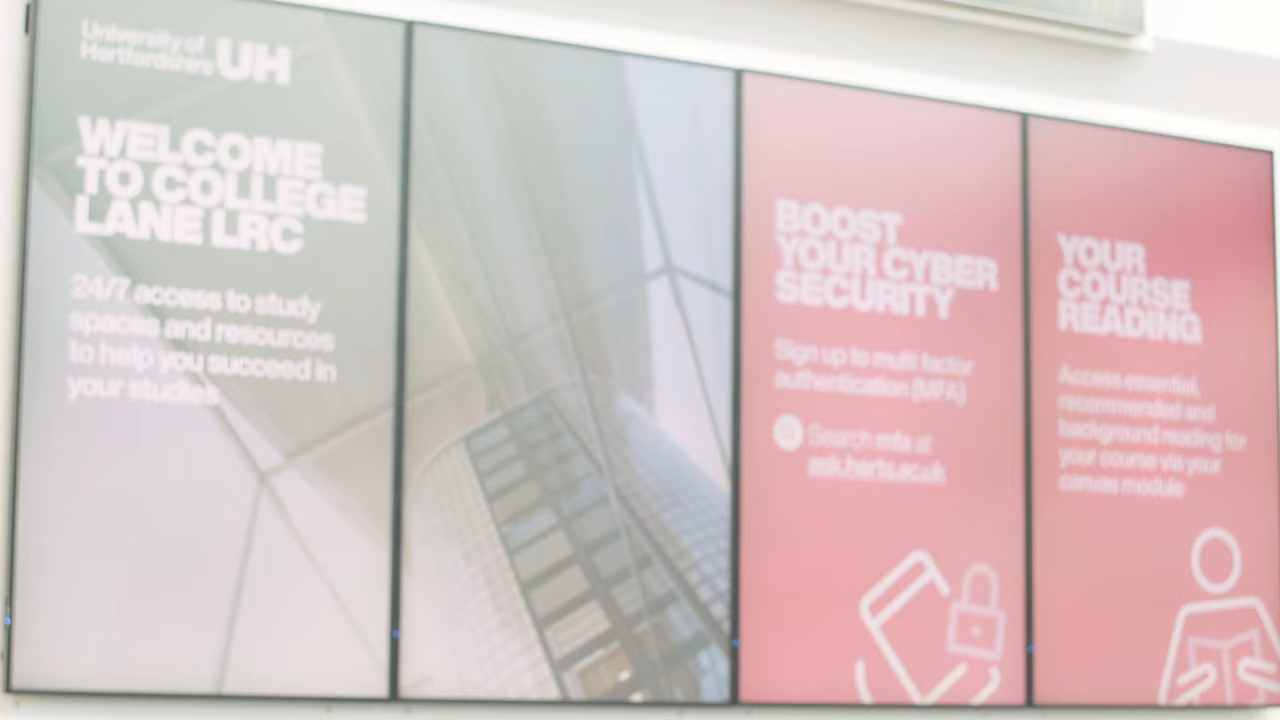 University of
Hertfordshire UH
WELCOME
TO COLLEGE
LANE LRC
24/7 access to study
spaces and resources
to help you succeed in
your studies
BOOST
YOUR CYBER
SECURITY
Sign up to multi factor
authentication (MFA)
Search mfa at
ask.herts.ac.uk
YOUR
COURSE
READING
Access essential,
recommended and
background reading for
your course via your
canvas module